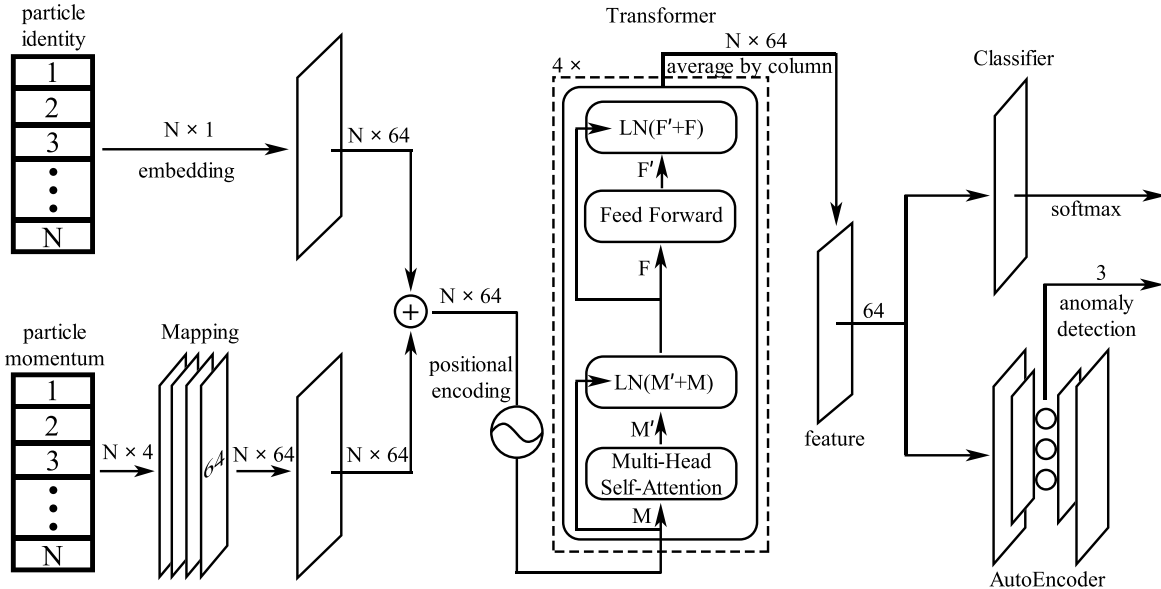 particle
identity
1
2
3
N
N × 1
embedding
N × 64
particle
momentum
1
2
3
N
N × 4
Mapping
64
N × 64
N × 64
+
N × 64
positional
encoding
Transformer
4 ×
N × 64
average by column
LN(F′+F)
F′
Feed Forward
F
LN(M′+M)
M′
Multi-Head
Self-Attention
M
feature
64
Classifier
softmax
3
anomaly
detection
AutoEncoder